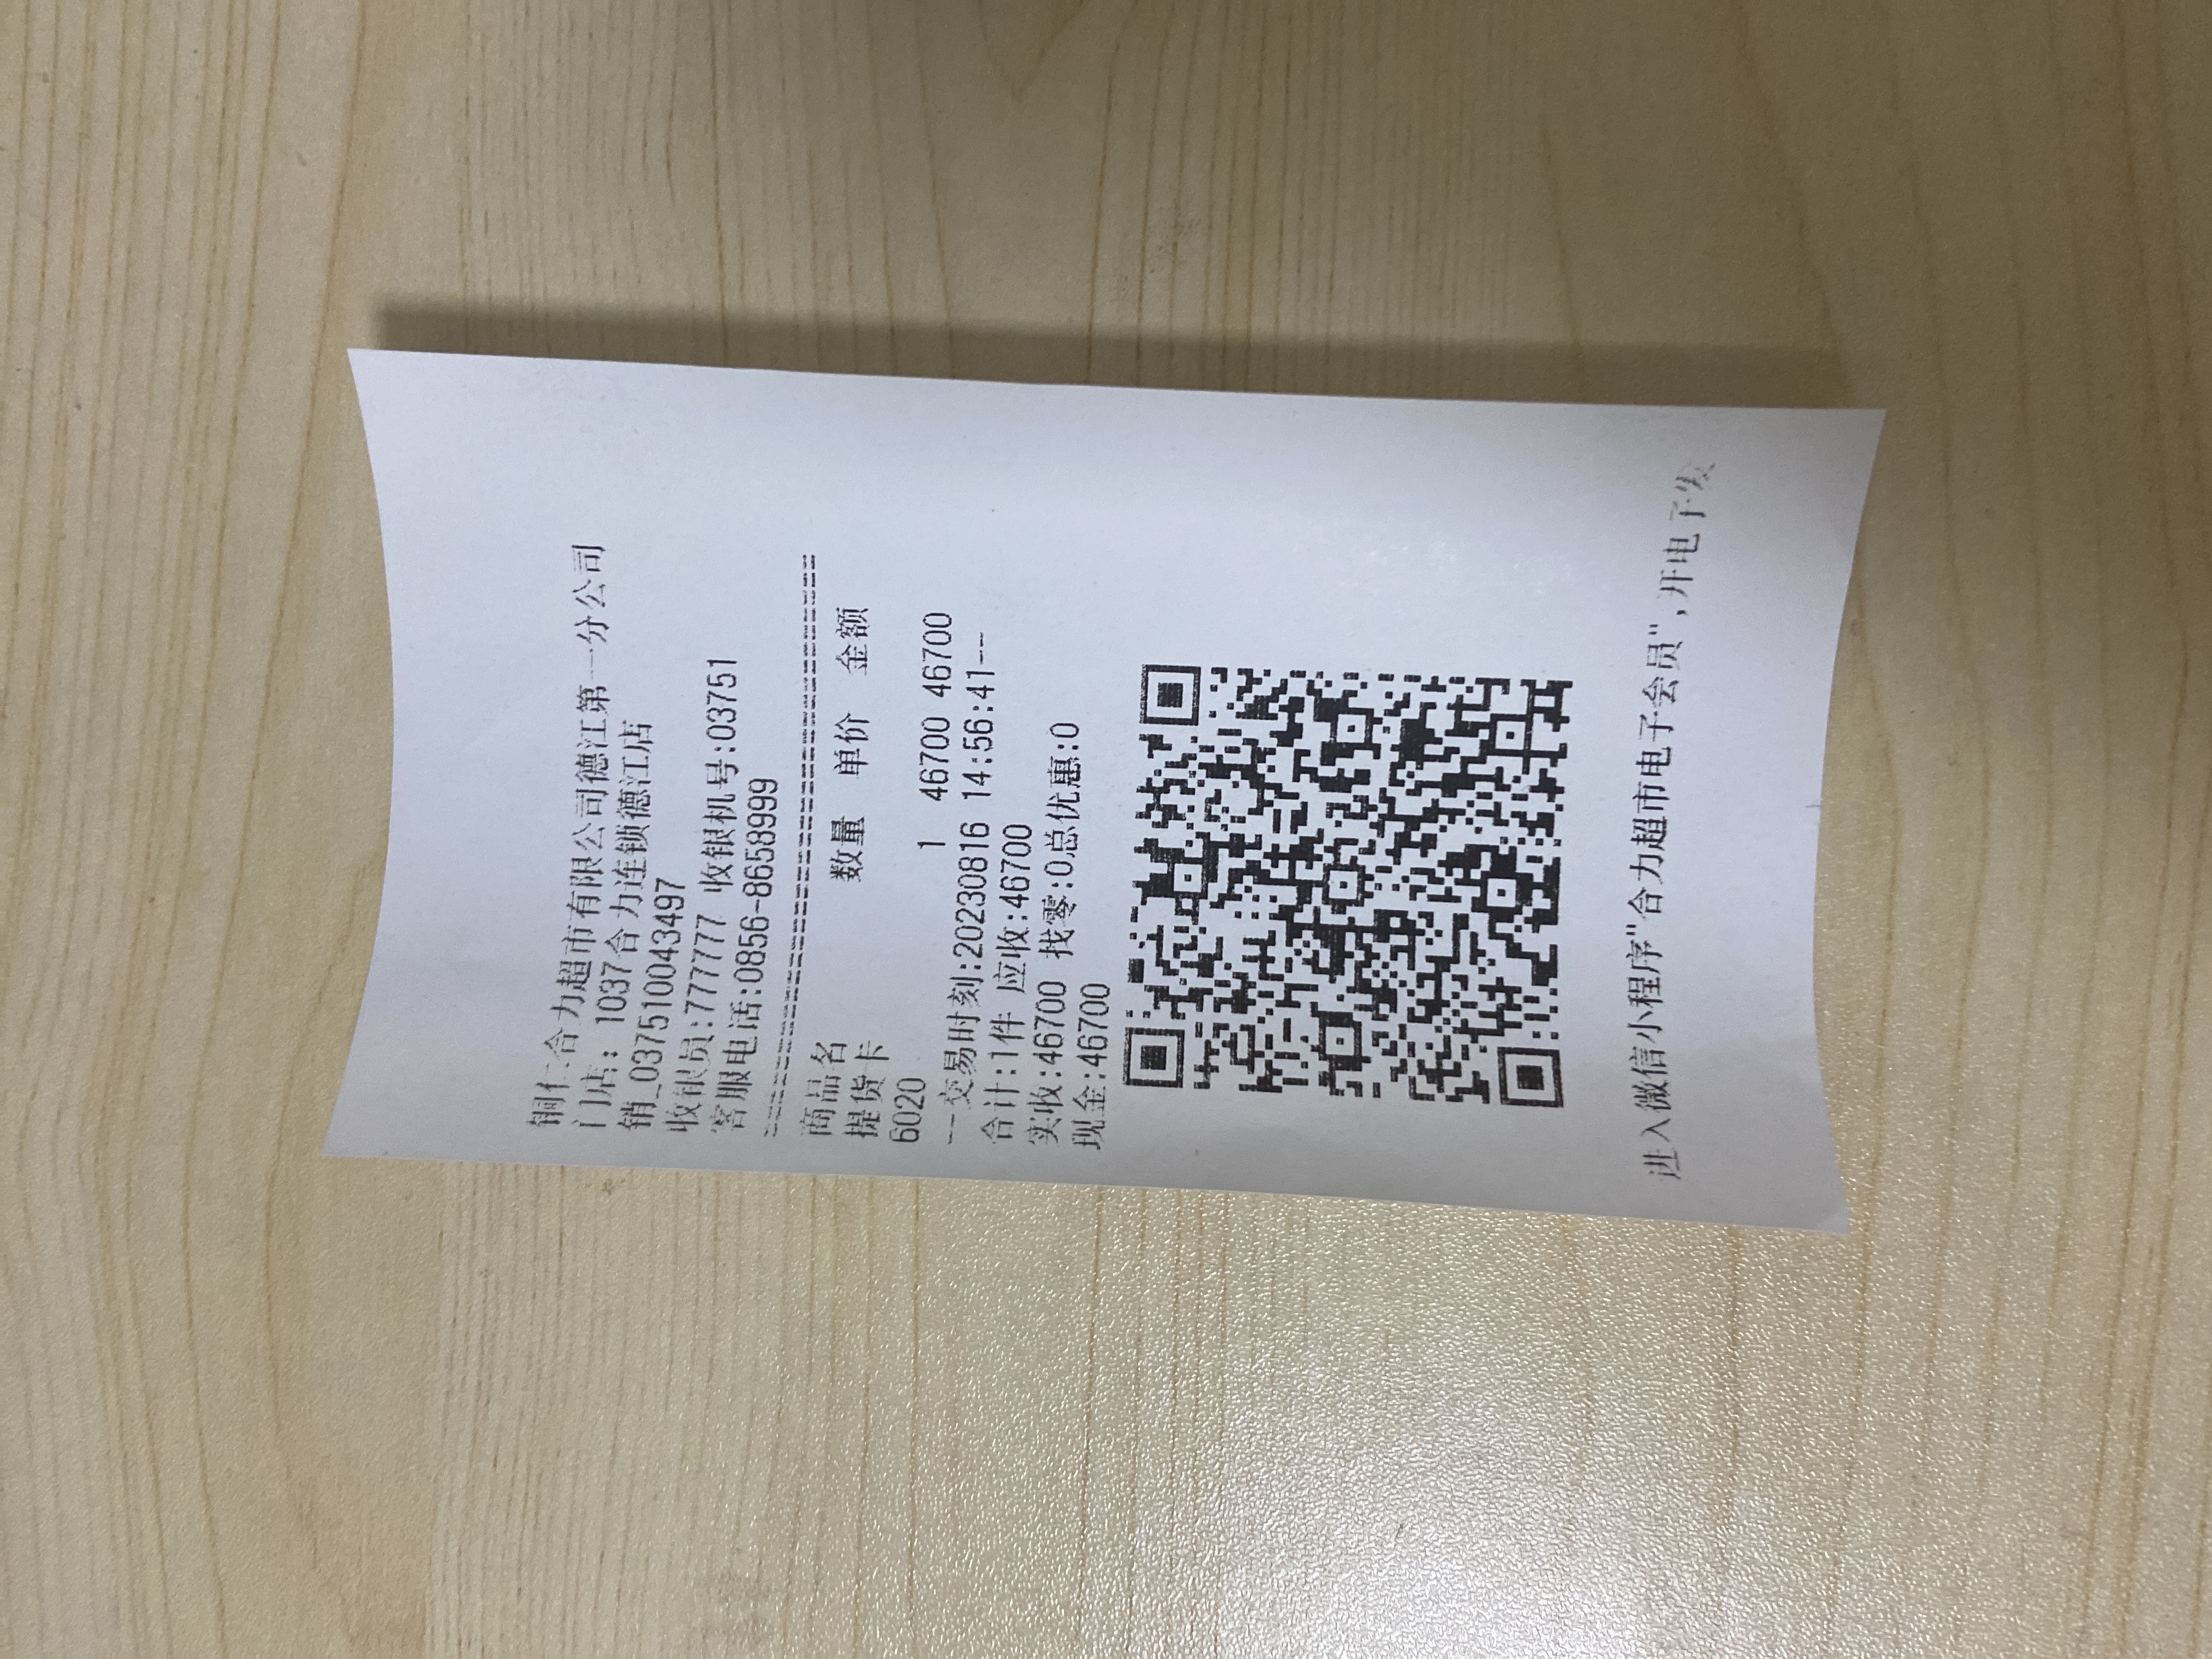 铜仁合力超市有限公司德江第一分公司
门店: 1037合力连锁德江店
销_037510043497
收银员:777777 收银机号:03751
客服电话:0856-8658999
商品名 数量 单价 金额
提货卡
6020 1 46700 46700
--交易时刻:20230816 14:56:41--
合计:1件 应收:46700
实收:46700 找零:0总优惠:0
现金:46700
进入微信小程序"合力超市电子会员",开电子发